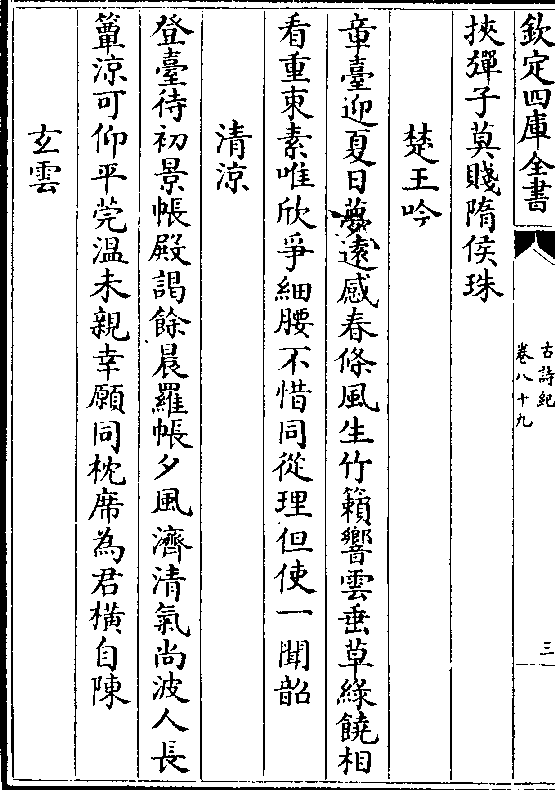 欽定四庫全書
古詩紀
卷八十九
三
挾彈子莫賤隋侯珠
楚王吟
章臺迎夏日夢遠感春條風生竹籟響雲垂草綠饒相
看重束素唯欣爭細腰不惜同從理但使一聞韶
清涼
登臺待初景帳殿謁餘晨羅帳夕風濟清氣尚波人長
簟涼可仰平莞溫未親幸願同枕席為君橫自陳
玄雲